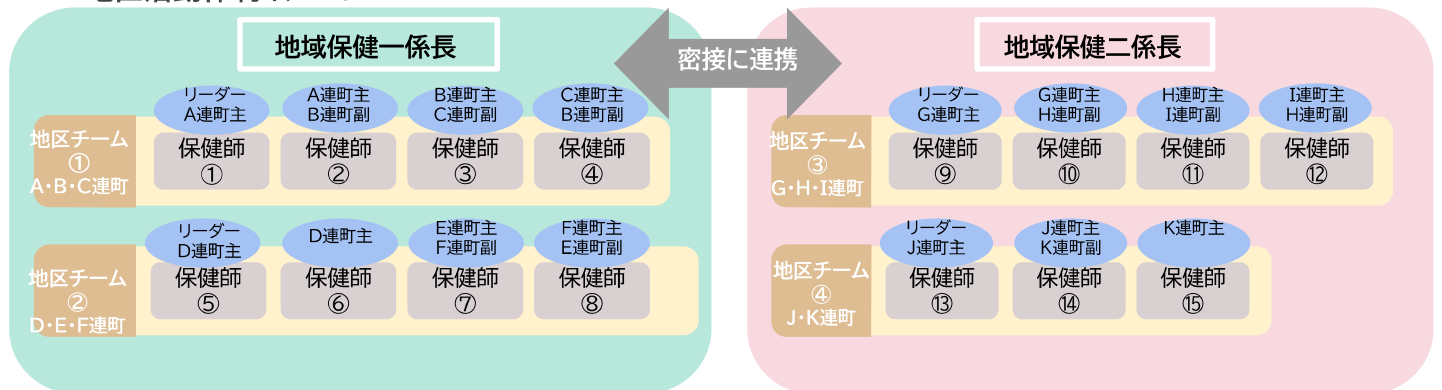 地域保健一係長
密接に連携
地域保健二係長
リーダー
A連町主
A連町主
B連町副
B連町主
C連町副
C連町主
B連町副
地区チーム
①
A・B・C連町
保健師
①
保健師
②
保健師
③
保健師
④
リーダー
D連町主
D連町主
E連町主
F連町副
F連町主
E連町副
地区チーム
②
D・E・F連町
保健師
⑤
保健師
⑥
保健師
⑦
保健師
⑧
リーダー
G連町主
G連町主
H連町副
H連町主
I連町副
I連町主
H連町副
地区チーム
③
G・H・I連町
保健師
⑨
保健師
⑩
保健師
⑪
保健師
⑫
リーダー
J連町主
J連町主
K連町副
K連町主
地区チーム
④
J・K連町
保健師
⑬
保健師
⑭
保健師
⑮